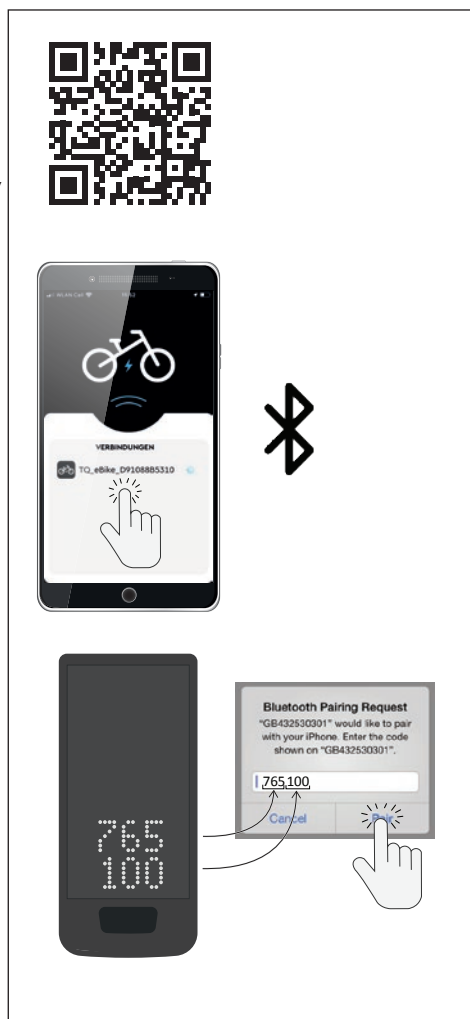 VERBINDUNGEN
TQ_eBike_D9108BB5310
765
100
Bluetooth Pairing Request
"GB432530301" would like to pair
with your iPhone. Enter the code
shown on "GB432530301".
765100
Cancel
Pair